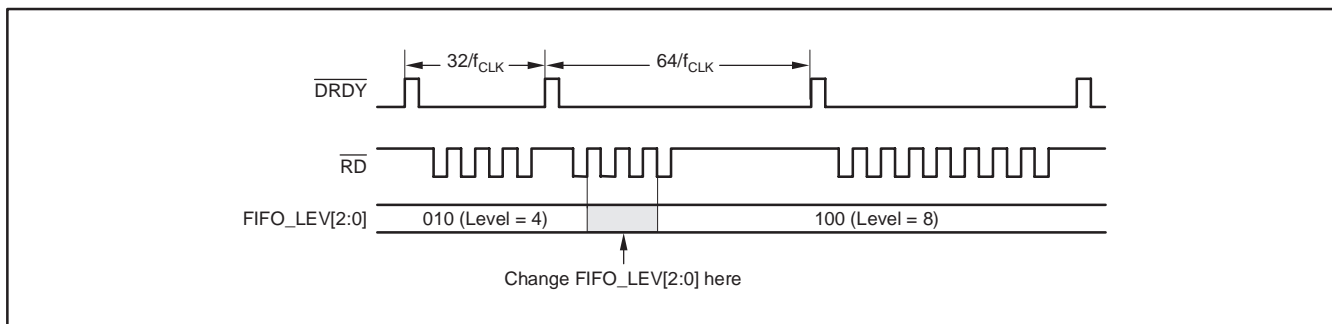 32/fCLK 64/fCLK
DRDY
RD
FIFO_LEV[2:0] 010 (Level = 4) 100 (Level = 8)
Change FIFO_LEV[2:0] here